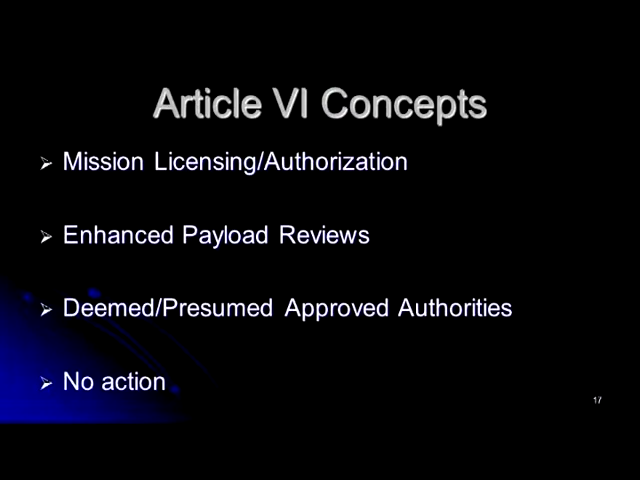 Article VI Concepts
Mission Licensing/Authorization
Enhanced Payload Reviews
Deemed/Presumed Approved Authorities
No action
17